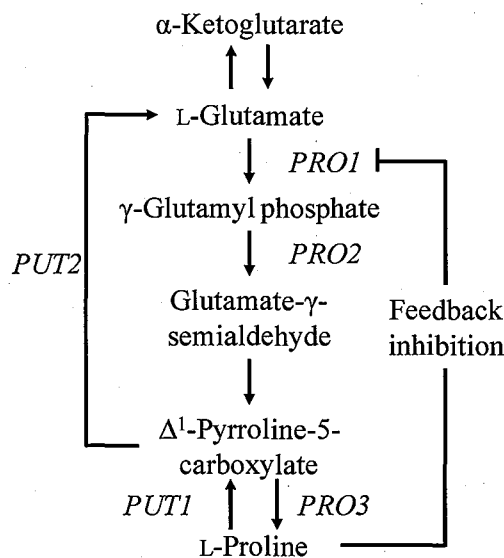 α-Ketoglutarate
L-Glutamate
PRO1
γ-Glutamyl phosphate
PRO2
PUT2
Glutamate-γ-
semialdehyde
Feedback
inhibition
Δ¹-Pyrroline-5-
carboxylate
PUT1
PRO3
L-Proline